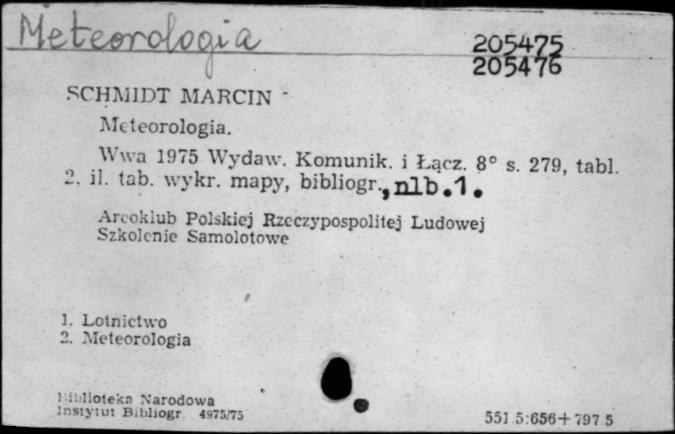 Meteorologia
205475
205476
SCHMIDT MARCIN -
Meteorologia.
Wwa 1975 Wydaw. Komunik. i Łącz. 8° s. 279, tabl.
2, il. tab. wykr. mapy, bibliogr., nlb.1.
Aeroklub Polskiej Rzeczypospolitej Ludowej
Szkolenie Samolotowe
1. Lotnictwo
2. Meteorologia
Biblioteka Narodowa
Instytut Bibliogr. 4975/75
551.5:656+797.5